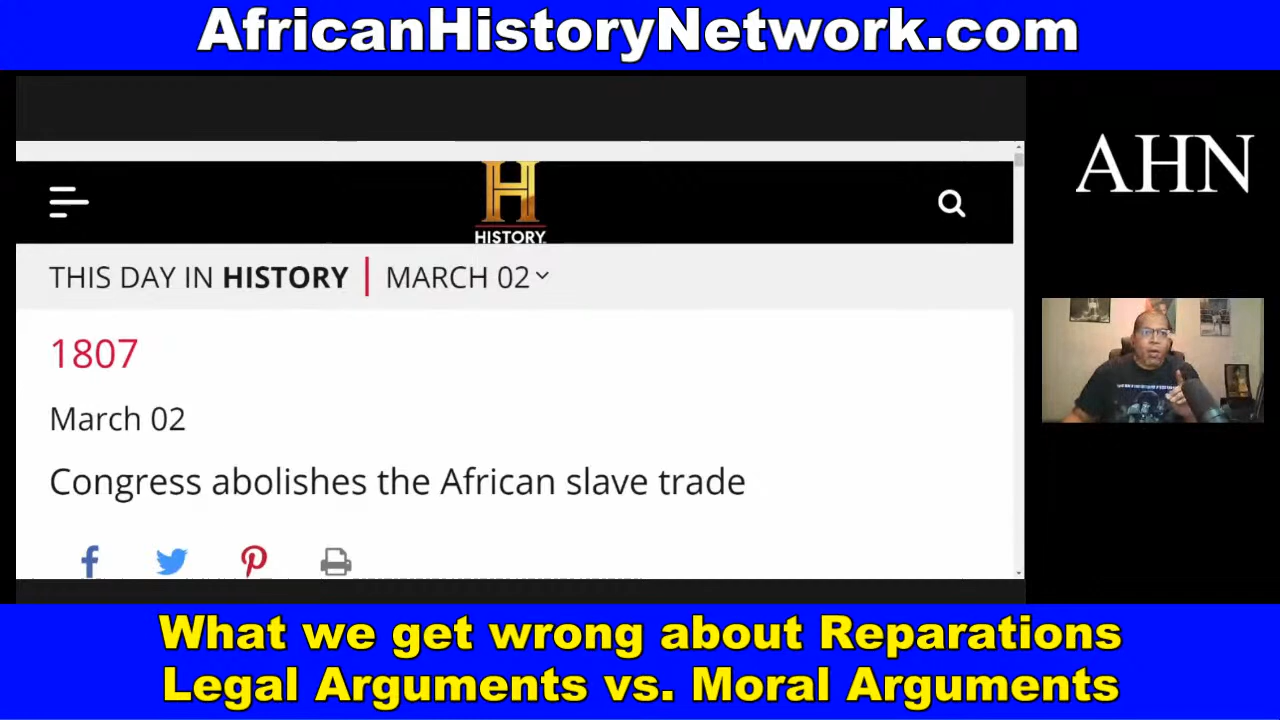 AfricanHistoryNetwork.com
AHN
H
HISTORY.
THIS DAY IN HISTORY | MARCH 02
1807
March 02
Congress abolishes the African slave trade
What we get wrong about Reparations
Legal Arguments vs. Moral Arguments